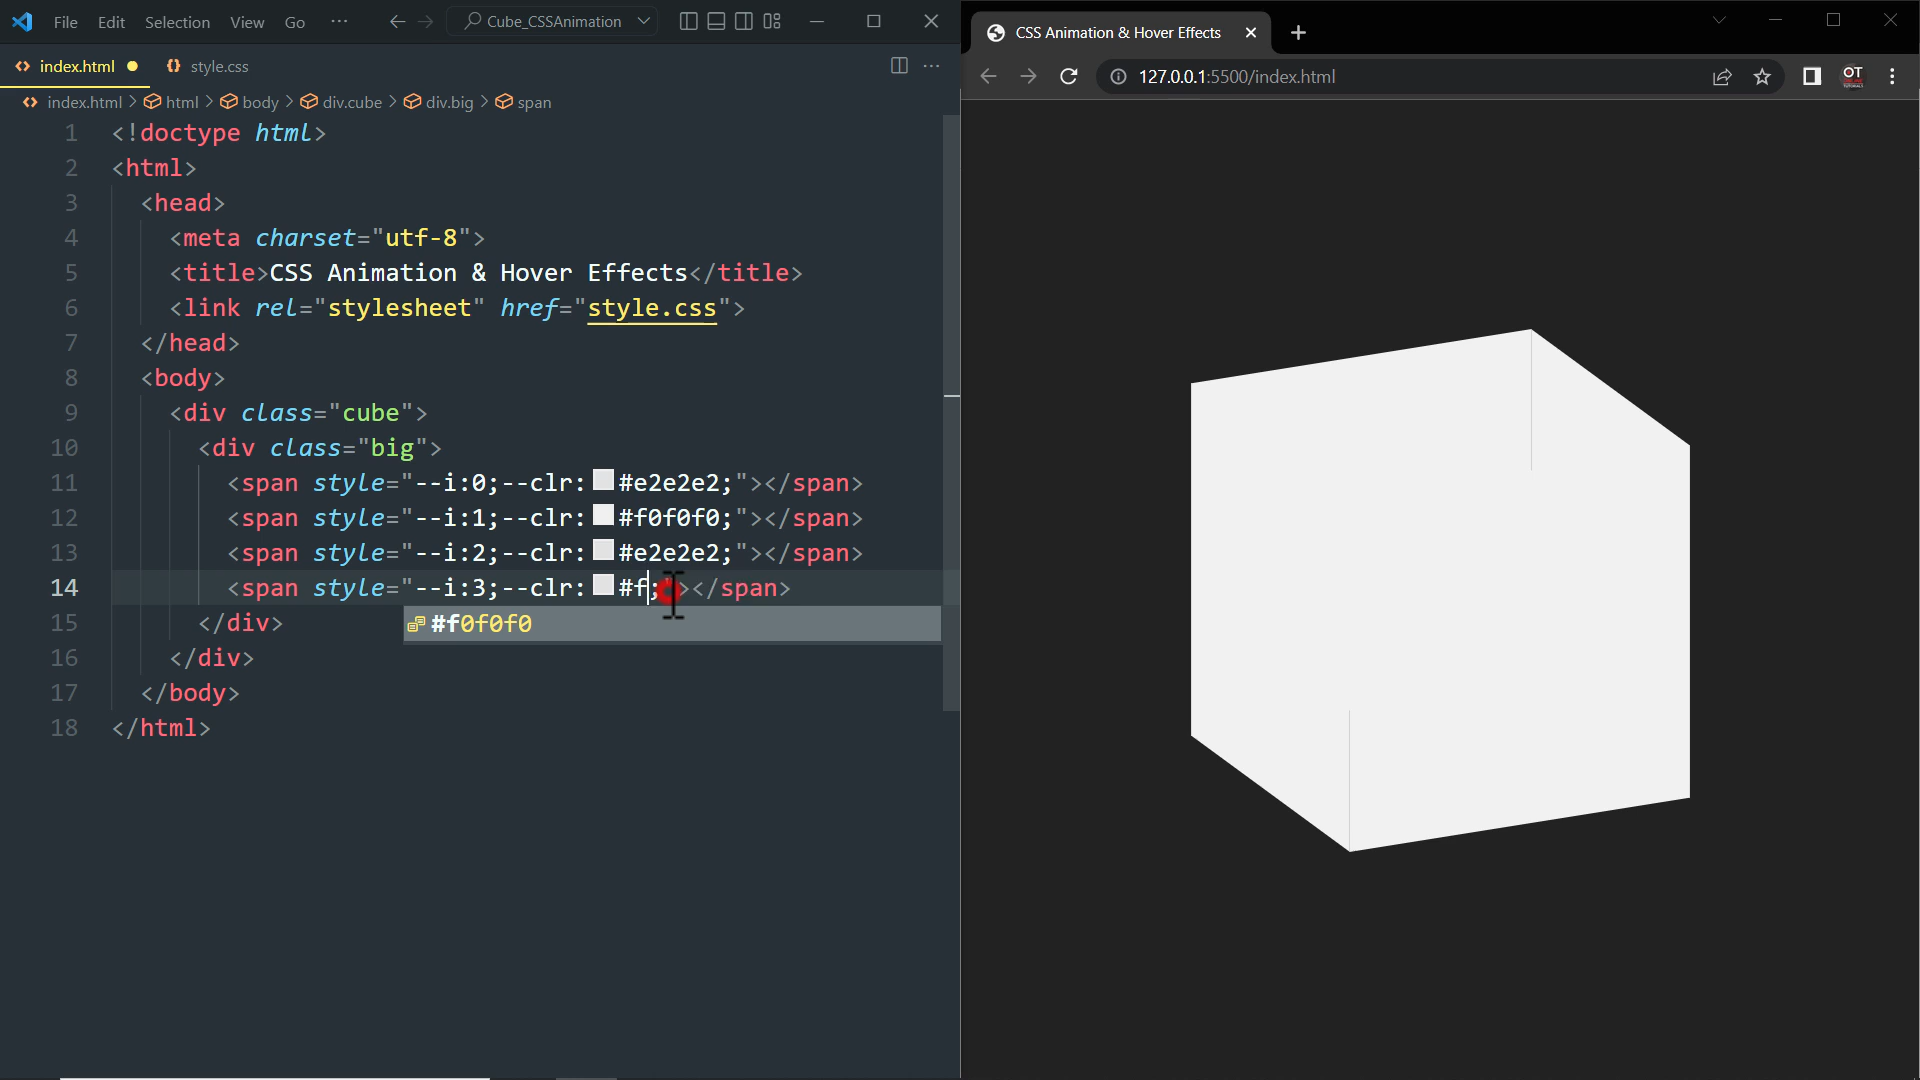 File Edit Selection View Go ··· Cube_CSSAnimation
index.html style.css
index.html > html > body > div.cube > div.big > span
1 <!doctype html>
2 <html>
3 <head>
4 <meta charset="utf-8">
5 <title>CSS Animation & Hover Effects</title>
6 <link rel="stylesheet" href="style.css">
7 </head>
8 <body>
9 <div class="cube">
10 <div class="big">
11 <span style="--i:0;--clr:#e2e2e2;"></span>
12 <span style="--i:1;--clr:#f0f0f0;"></span>
13 <span style="--i:2;--clr:#e2e2e2;"></span>
14 <span style="--i:3;--clr:#f;"></span>
#f0f0f0
15 </div>
16 </div>
17 </body>
18 </html>
CSS Animation & Hover Effects
127.0.0.1:5500/index.html
OT